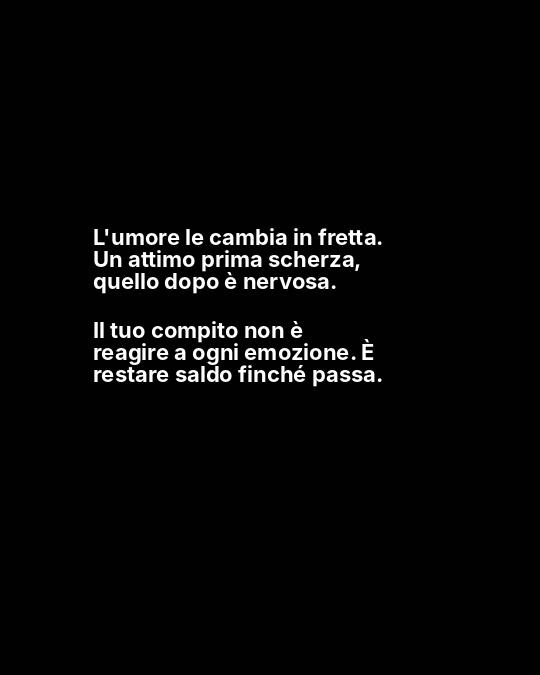 L'umore le cambia in fretta.
Un attimo prima scherza,
quello dopo è nervosa.
Il tuo compito non è
reagire a ogni emozione. È
restare saldo finché passa.